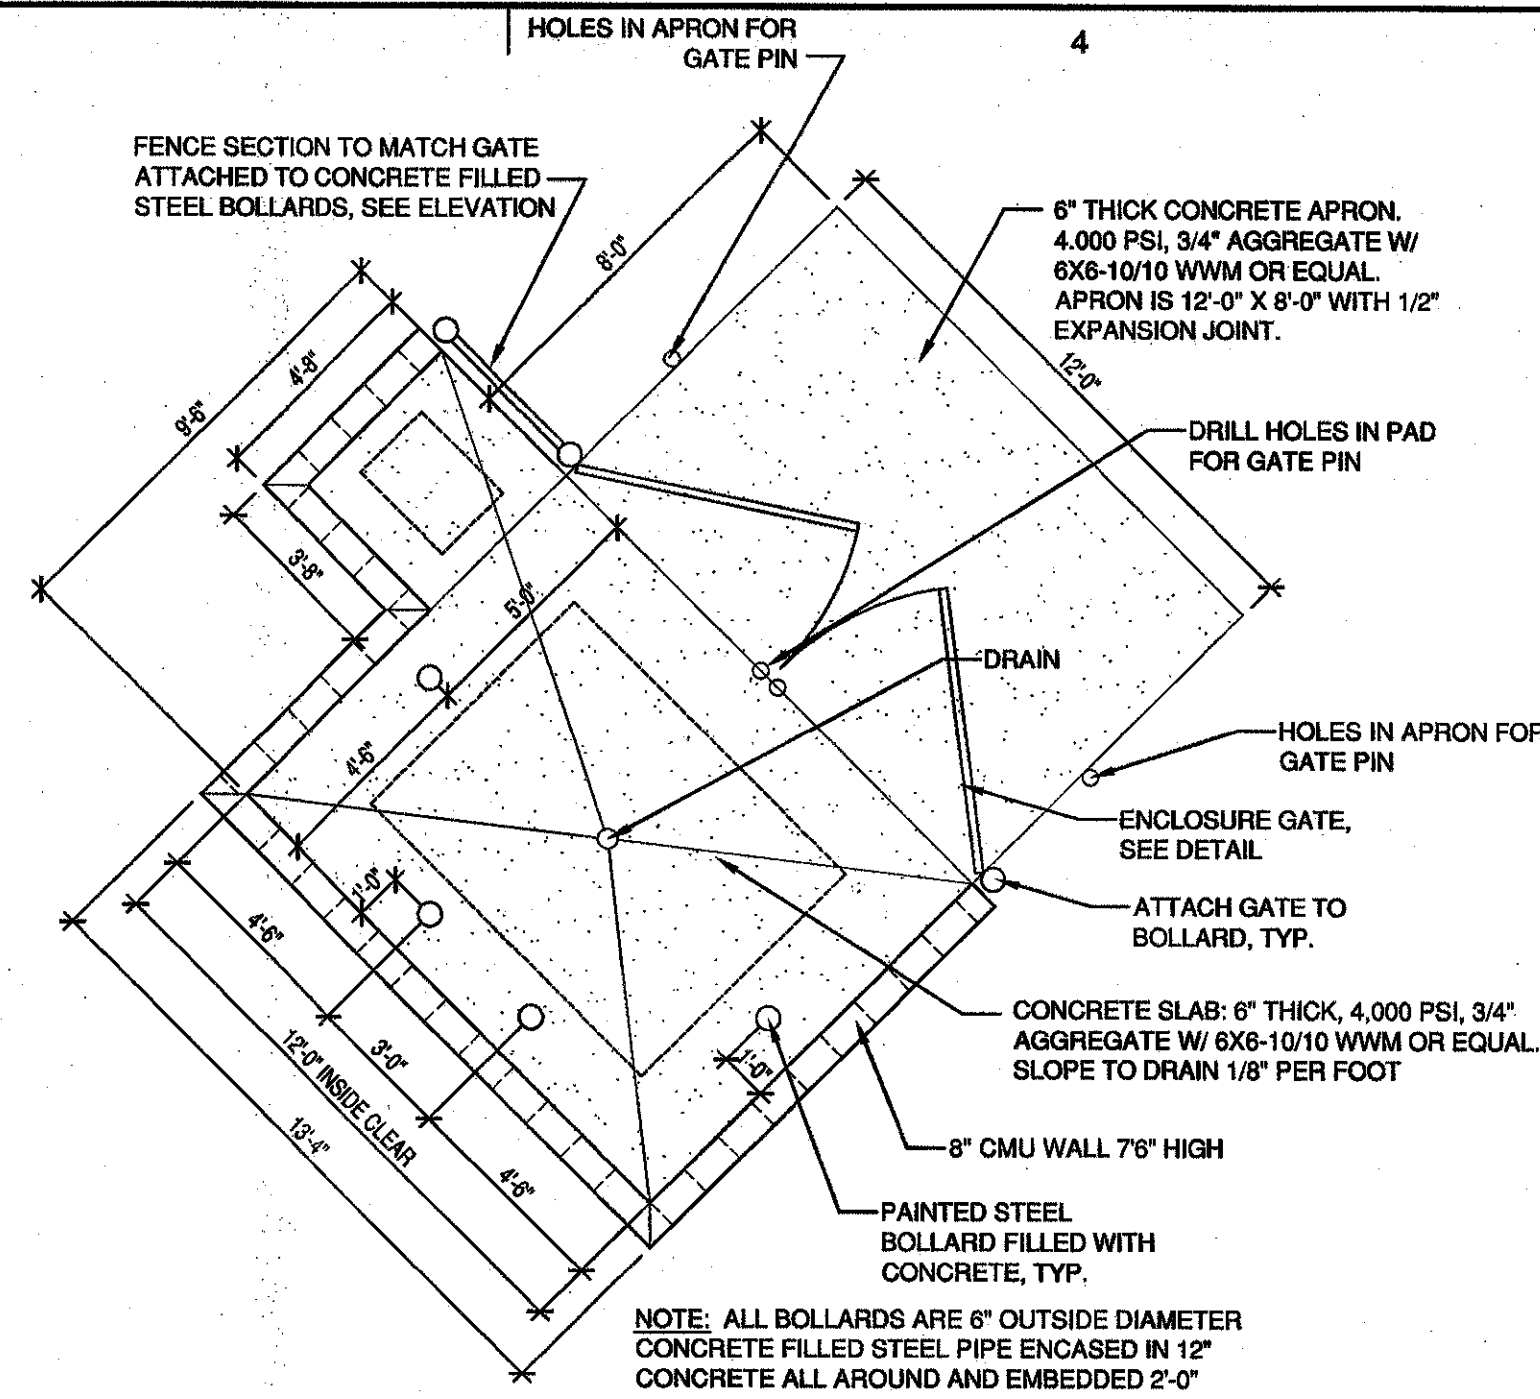 HOLES IN APRON FOR
GATE PIN
4
FENCE SECTION TO MATCH GATE
ATTACHED TO CONCRETE FILLED
STEEL BOLLARDS, SEE ELEVATION
6" THICK CONCRETE APRON.
4.000 PSI, 3/4" AGGREGATE W/
6X6-10/10 WWM OR EQUAL.
APRON IS 12'-0" X 8'-0" WITH 1/2"
EXPANSION JOINT.
8'-0"
12'-0"
4'-8"
9'-6"
DRILL HOLES IN PAD
FOR GATE PIN
3'-8"
5'-0"
DRAIN
4'-6"
HOLES IN APRON FOR
GATE PIN
ENCLOSURE GATE,
SEE DETAIL
1'-0"
ATTACH GATE TO
BOLLARD, TYP.
4'-6"
CONCRETE SLAB: 6" THICK, 4,000 PSI, 3/4"
AGGREGATE W/ 6X6-10/10 WWM OR EQUAL.
SLOPE TO DRAIN 1/8" PER FOOT
3'-0"
1'-0"
12'-0" INSIDE CLEAR
13'-4"
4'-6"
8" CMU WALL 7'6" HIGH
PAINTED STEEL
BOLLARD FILLED WITH
CONCRETE, TYP.
NOTE: ALL BOLLARDS ARE 6" OUTSIDE DIAMETER
CONCRETE FILLED STEEL PIPE ENCASED IN 12"
CONCRETE ALL AROUND AND EMBEDDED 2'-0"